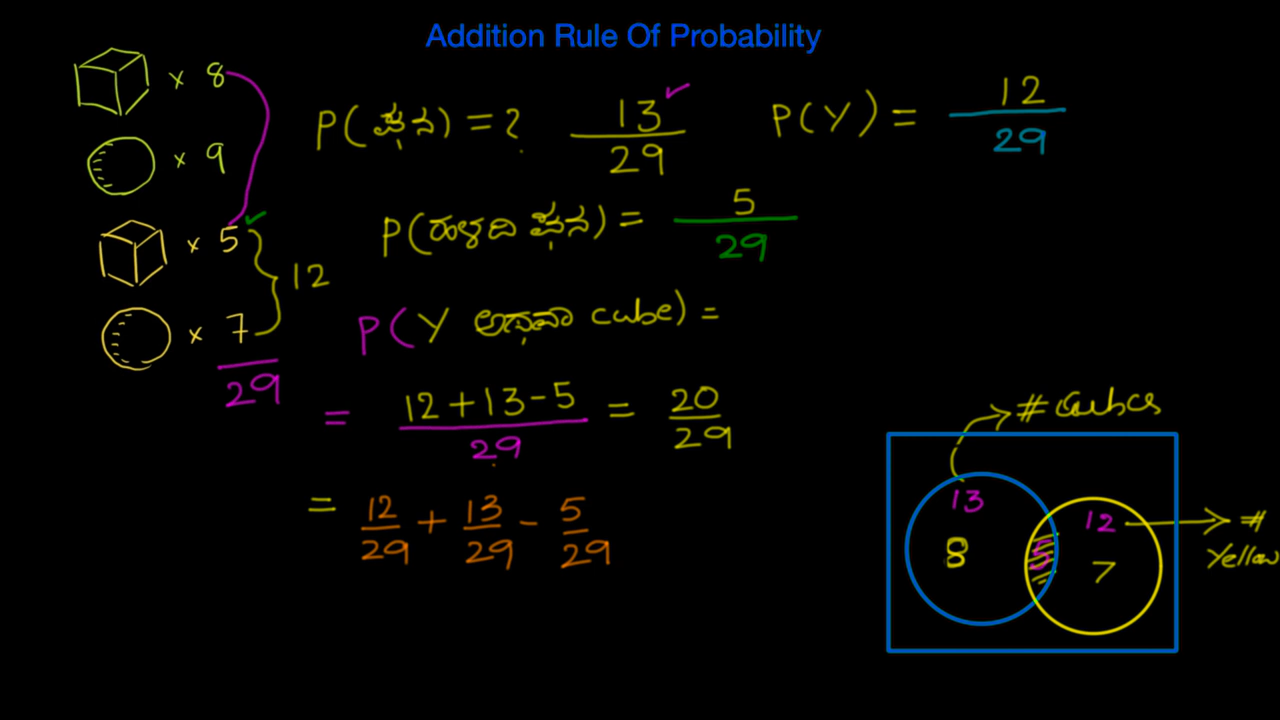 Addition Rule Of Probability
× 8
× 9
× 5 ✓
× 7
} 12
29
P(ಘನ) = ? 13/29 ✓
P(Y) = 12/29
P(ಹಳದಿ ಘನ) = 5/29
P(Y ಅಥವಾ cube) =
= 12+13-5/29 = 20/29
= 12/29 + 13/29 - 5/29
# cubes
13
8
5
12
7
# Yellow